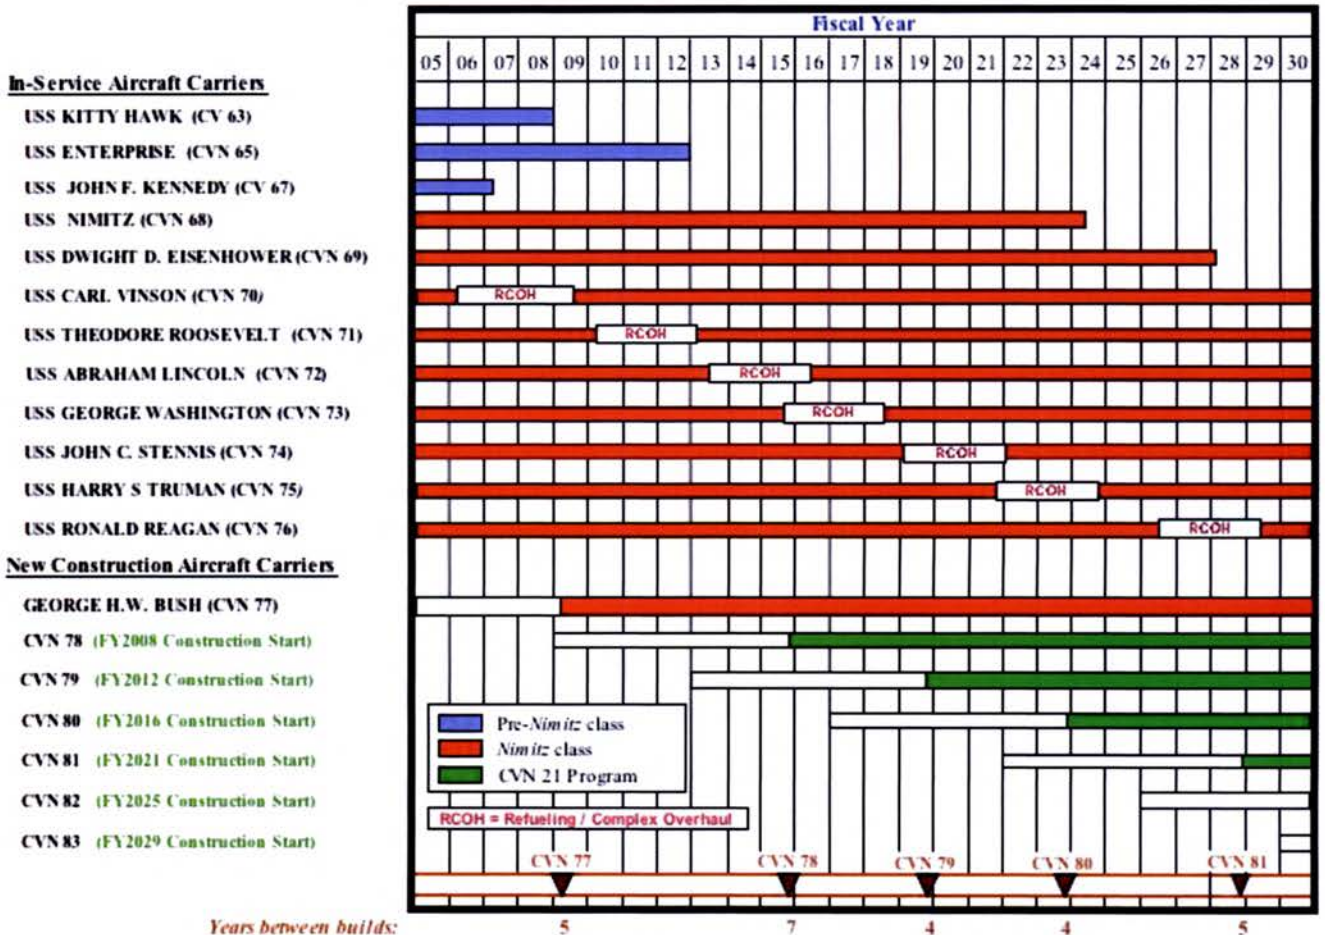 Fiscal Year
05 06 07 08 09 10 11 12 13 14 15 16 17 18 19 20 21 22 23 24 25 26 27 28 29 30
In-Service Aircraft Carriers
USS KITTY HAWK (CV 63)
USS ENTERPRISE (CVN 65)
USS JOHN F. KENNEDY (CV 67)
USS NIMITZ (CVN 68)
USS DWIGHT D. EISENHOWER (CVN 69)
USS CARL VINSON (CVN 70) RCOH
USS THEODORE ROOSEVELT (CVN 71) RCOH
USS ABRAHAM LINCOLN (CVN 72) RCOH
USS GEORGE WASHINGTON (CVN 73) RCOH
USS JOHN C. STENNIS (CVN 74) RCOH
USS HARRY S TRUMAN (CVN 75) RCOH
USS RONALD REAGAN (CVN 76) RCOH
New Construction Aircraft Carriers
GEORGE H.W. BUSH (CVN 77)
CVN 78 (FY2008 Construction Start)
CVN 79 (FY2012 Construction Start)
CVN 80 (FY2016 Construction Start)
CVN 81 (FY2021 Construction Start)
CVN 82 (FY2025 Construction Start)
CVN 83 (FY2029 Construction Start)
Pre-Nimitz class
Nimitz class
CVN 21 Program
RCOH = Refueling / Complex Overhaul
CVN 77 CVN 78 CVN 79 CVN 80 CVN 81
Years between builds: 5 7 4 4 5